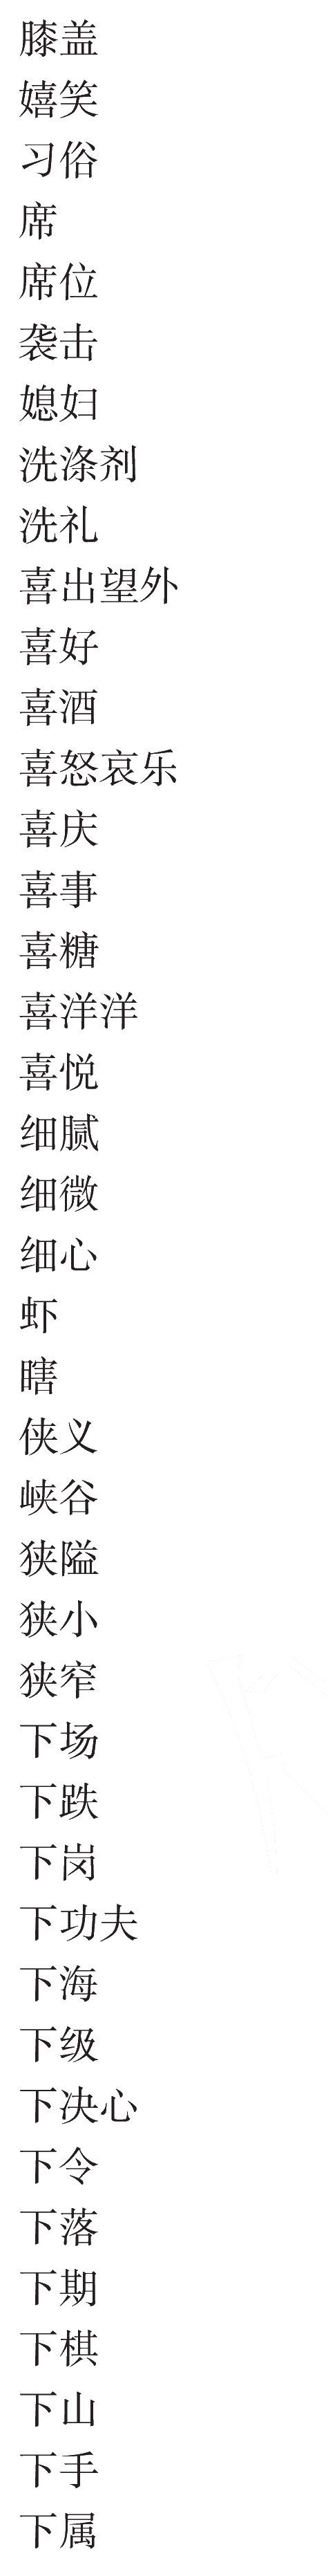 膝盖
嬉笑
习俗
席
席位
袭击
媳妇
洗涤剂
洗礼
喜出望外
喜好
喜酒
喜怒哀乐
喜庆
喜事
喜糖
喜洋洋
喜悦
细腻
细微
细心
虾
瞎
侠义
峡谷
狭隘
狭小
狭窄
下场
下跌
下岗
下功夫
下海
下级
下决心
下令
下落
下期
下棋
下山
下手
下属